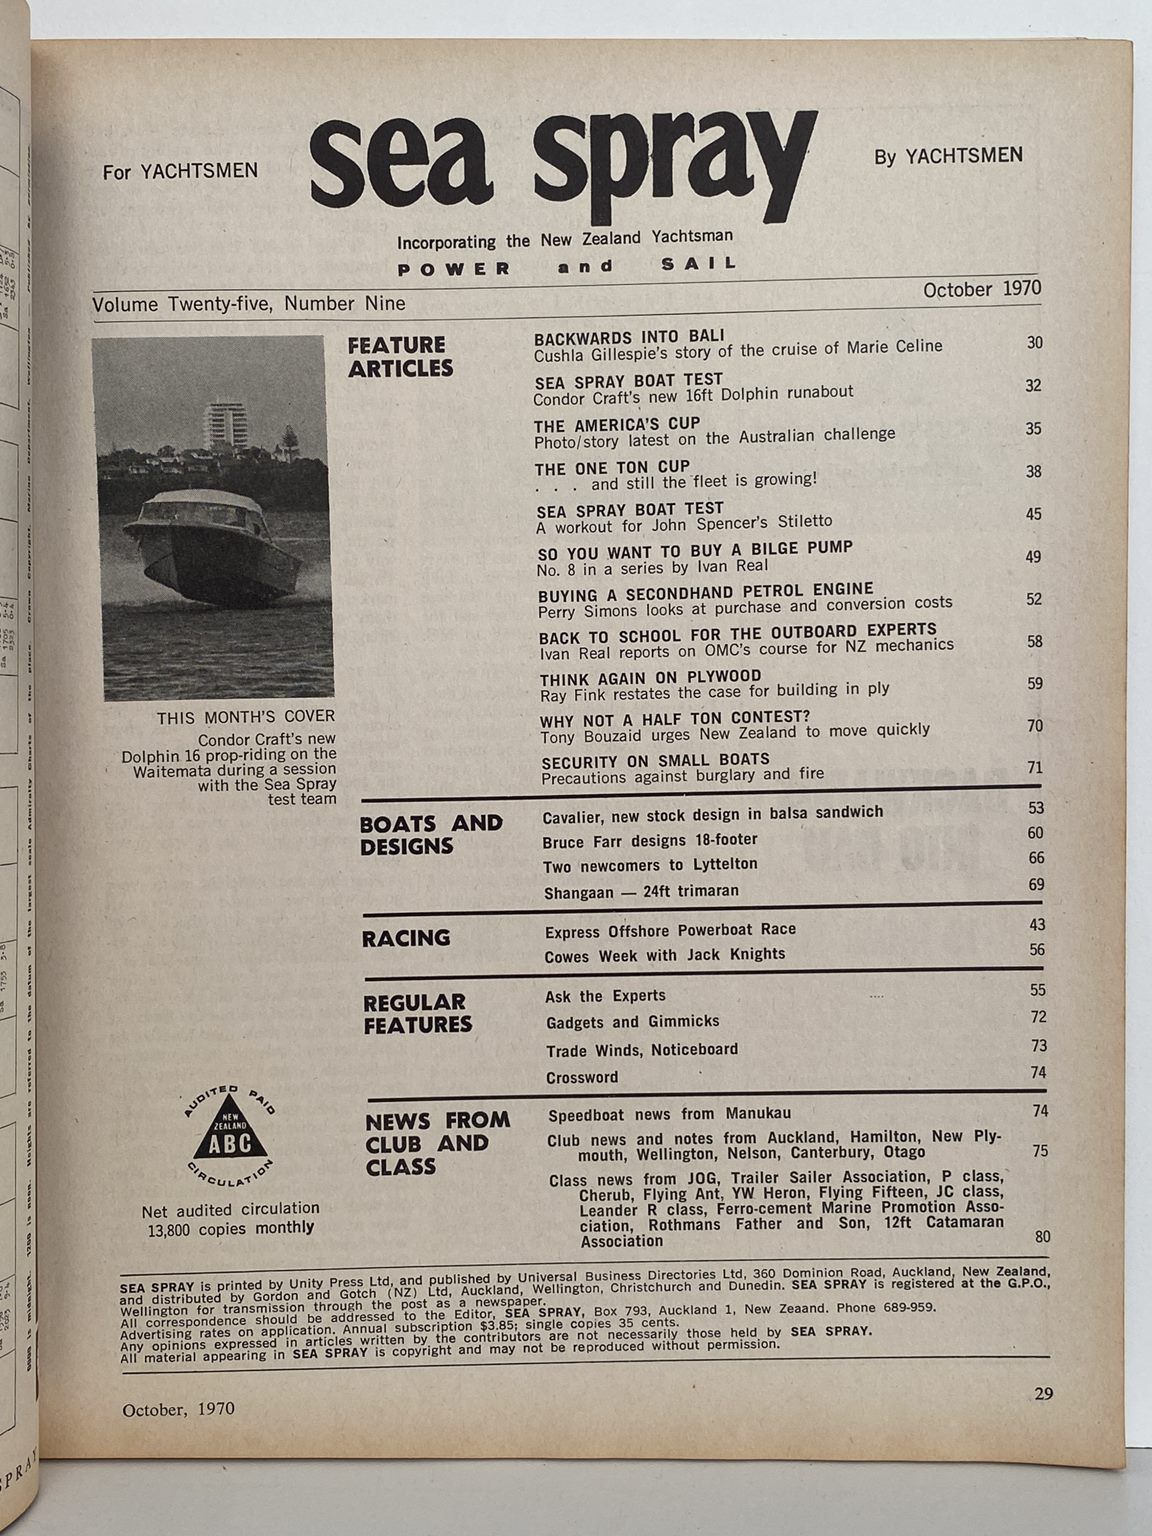 For YACHTSMEN
sea spray
By YACHTSMEN
Incorporating the New Zealand Yachtsman
POWER and SAIL
Volume Twenty-five, Number Nine
October 1970
THIS MONTH'S COVER
Condor Craft's new
Dolphin 16 prop-riding on the
Waitemata during a session
with the Sea Spray
test team
FEATURE
ARTICLES
BACKWARDS INTO BALI
Cushla Gillespie's story of the cruise of Marie Celine 30
SEA SPRAY BOAT TEST
Condor Craft's new 16ft Dolphin runabout 32
THE AMERICA'S CUP
Photo/story latest on the Australian challenge 35
THE ONE TON CUP
. . . and still the fleet is growing! 38
SEA SPRAY BOAT TEST
A workout for John Spencer's Stiletto 45
SO YOU WANT TO BUY A BILGE PUMP
No. 8 in a series by Ivan Real 49
BUYING A SECONDHAND PETROL ENGINE
Perry Simons looks at purchase and conversion costs 52
BACK TO SCHOOL FOR THE OUTBOARD EXPERTS
Ivan Real reports on OMC's course for NZ mechanics 58
THINK AGAIN ON PLYWOOD
Ray Fink restates the case for building in ply 59
WHY NOT A HALF TON CONTEST?
Tony Bouzaid urges New Zealand to move quickly 70
SECURITY ON SMALL BOATS
Precautions against burglary and fire 71
BOATS AND
DESIGNS
Cavalier, new stock design in balsa sandwich 53
Bruce Farr designs 18-footer 60
Two newcomers to Lyttelton 66
Shangaan — 24ft trimaran 69
RACING
Express Offshore Powerboat Race 43
Cowes Week with Jack Knights 56
REGULAR
FEATURES
Ask the Experts 55
Gadgets and Gimmicks 72
Trade Winds, Noticeboard 73
Crossword 74
NEWS FROM
CLUB AND
CLASS
Speedboat news from Manukau 74
Club news and notes from Auckland, Hamilton, New Ply-
mouth, Wellington, Nelson, Canterbury, Otago 75
Class news from JOG, Trailer Sailer Association, P class,
Cherub, Flying Ant, YW Heron, Flying Fifteen, JC class,
Leander R class, Ferro-cement Marine Promotion Asso-
ciation, Rothmans Father and Son, 12ft Catamaran
Association 80
AUDITED PAID
NEW
ZEALAND
ABC
CIRCULATION
Net audited circulation
13,800 copies monthly
SEA SPRAY is printed by Unity Press Ltd, and published by Universal Business Directories Ltd, 360 Dominion Road, Auckland, New Zealand,
and distributed by Gordon and Gotch (NZ) Ltd, Auckland, Wellington, Christchurch and Dunedin. SEA SPRAY is registered at the G.P.O.,
Wellington for transmission through the post as a newspaper.
All correspondence should be addressed to the Editor, SEA SPRAY, Box 793, Auckland 1, New Zeaand. Phone 689-959.
Advertising rates on application. Annual subscription $3.85; single copies 35 cents.
Any opinions expressed in articles written by the contributors are not necessarily those held by SEA SPRAY.
All material appearing in SEA SPRAY is copyright and may not be reproduced without permission.
October, 1970
29